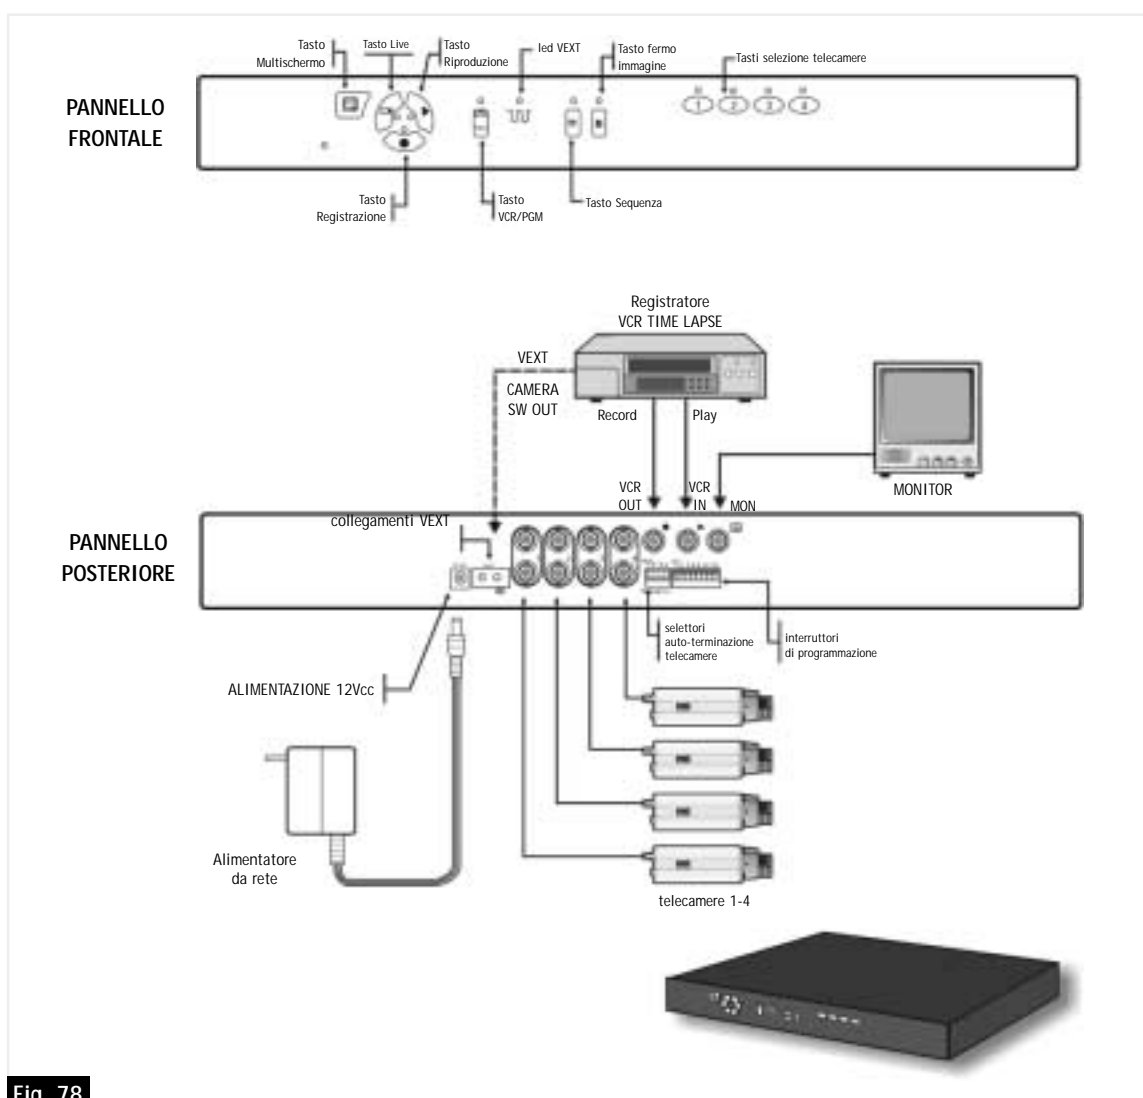 Tasto
Multischermo
Tasto Live
Tasto
Riproduzione
led VEXT
Tasto fermo
immagine
Tasti selezione telecamere
PANNELLO
FRONTALE
1
2
3
4
Tasto
Registrazione
Tasto
VCR/PGM
Tasto Sequenza
Registratore
VCR TIME LAPSE
VEXT
CAMERA
SW OUT
Record
Play
MONITOR
VCR
OUT
VCR
IN
MON
collegamenti VEXT
PANNELLO
POSTERIORE
selettori
auto-terminazione
telecamere
interruttori
di programmazione
ALIMENTAZIONE 12Vcc
Alimentatore
da rete
telecamere 1-4
Fig. 78